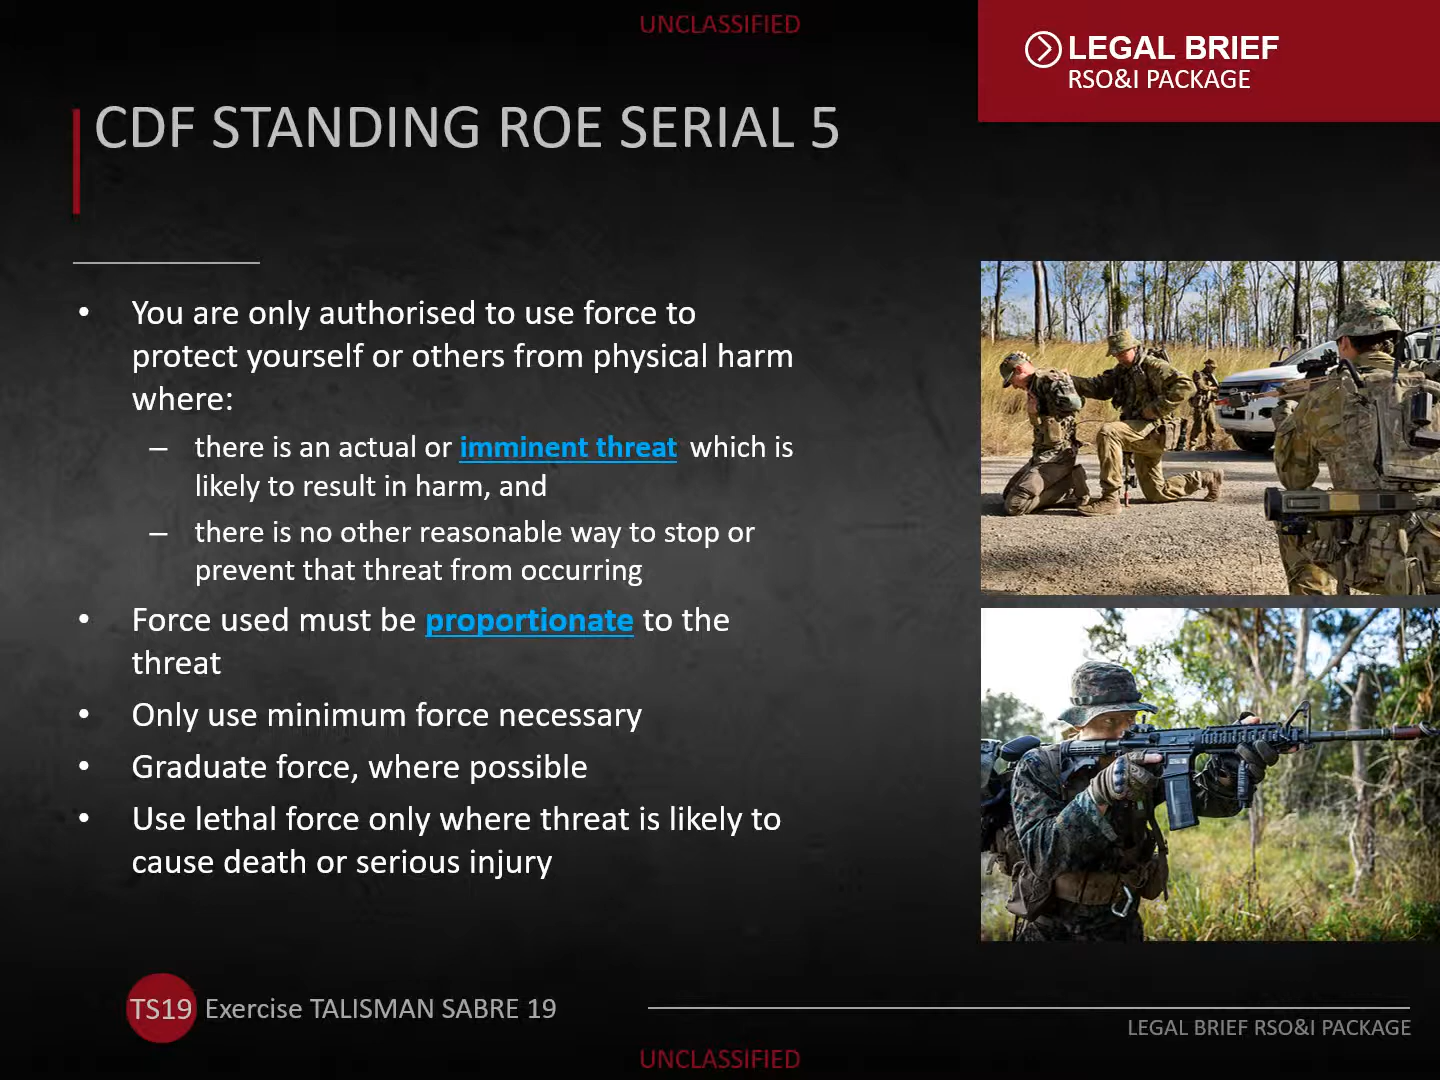 UNCLASSIFIED
LEGAL BRIEF
RSO&I PACKAGE
CDF STANDING ROE SERIAL 5
• You are only authorised to use force to
protect yourself or others from physical harm
where:
– there is an actual or imminent threat which is
likely to result in harm, and
– there is no other reasonable way to stop or
prevent that threat from occurring
• Force used must be proportionate to the
threat
• Only use minimum force necessary
• Graduate force, where possible
• Use lethal force only where threat is likely to
cause death or serious injury
TS19 Exercise TALISMAN SABRE 19
LEGAL BRIEF RSO&I PACKAGE
UNCLASSIFIED